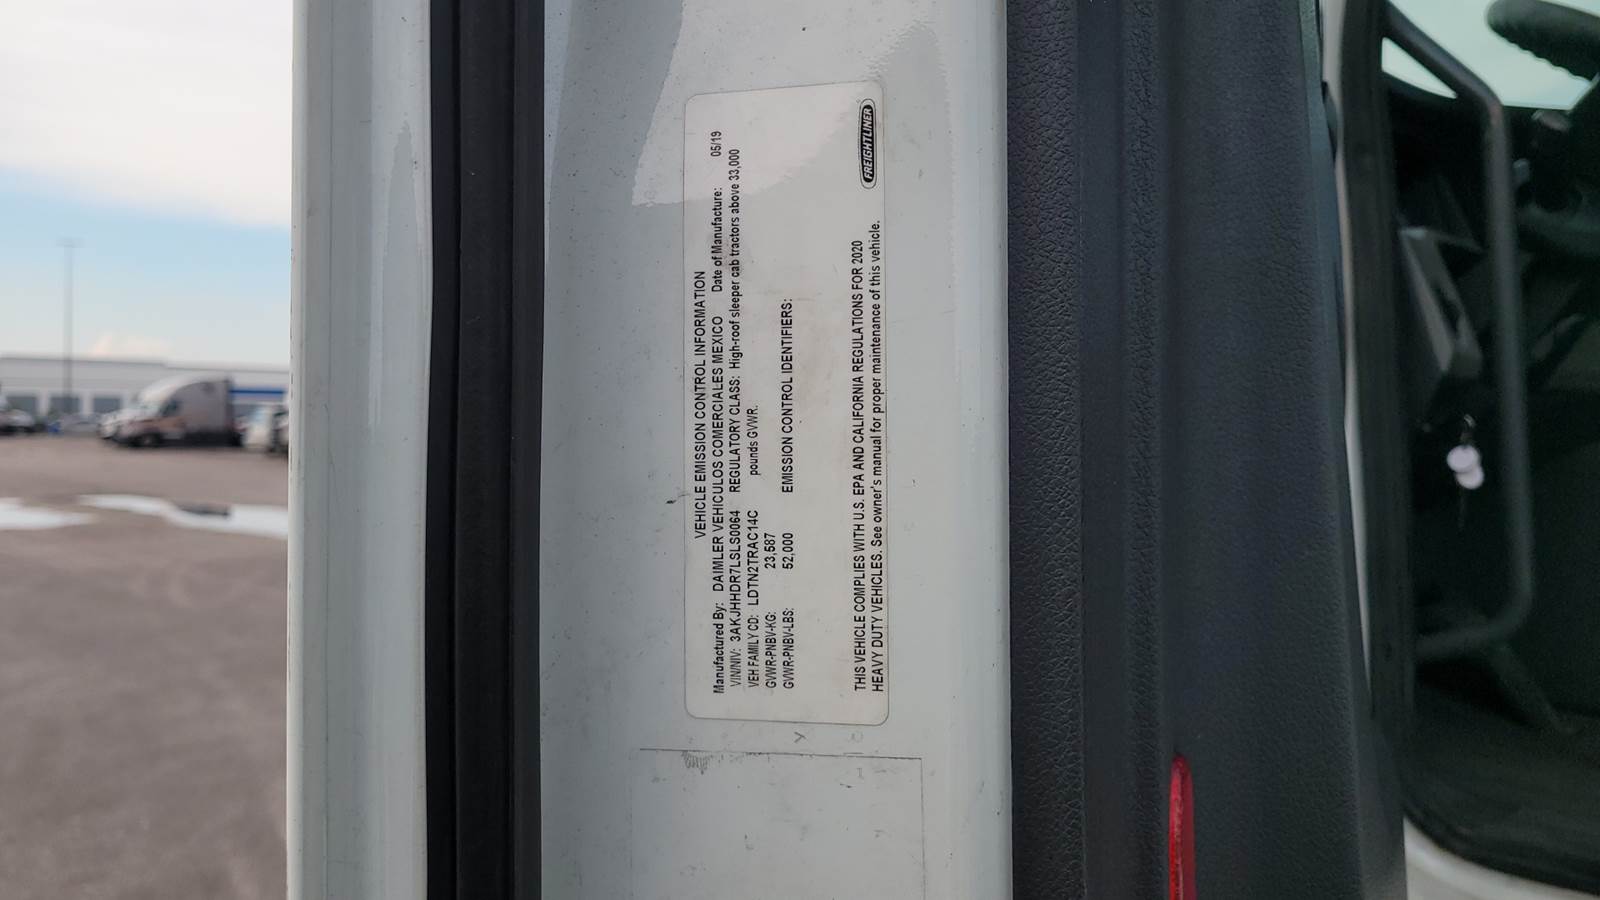 VEHICLE EMISSION CONTROL INFORMATION
Manufactured By: DAIMLER VEHICULOS COMERCIALES MEXICO Date of Manufacture: 05/19
VIN/NIV: 3AKJHHDR7LSLS0064 REGULATORY CLASS: High-roof sleeper cab tractors above 33,000
VEH FAMILY CD: LDTN2TRAC14C pounds GVWR.
GVWR-PNBV-KG: 23,587
GVWR-PNBV-LBS: 52,000 EMISSION CONTROL IDENTIFIERS:
THIS VEHICLE COMPLIES WITH U.S. EPA AND CALIFORNIA REGULATIONS FOR 2020
HEAVY DUTY VEHICLES. See owner's manual for proper maintenance of this vehicle.
FREIGHTLINER